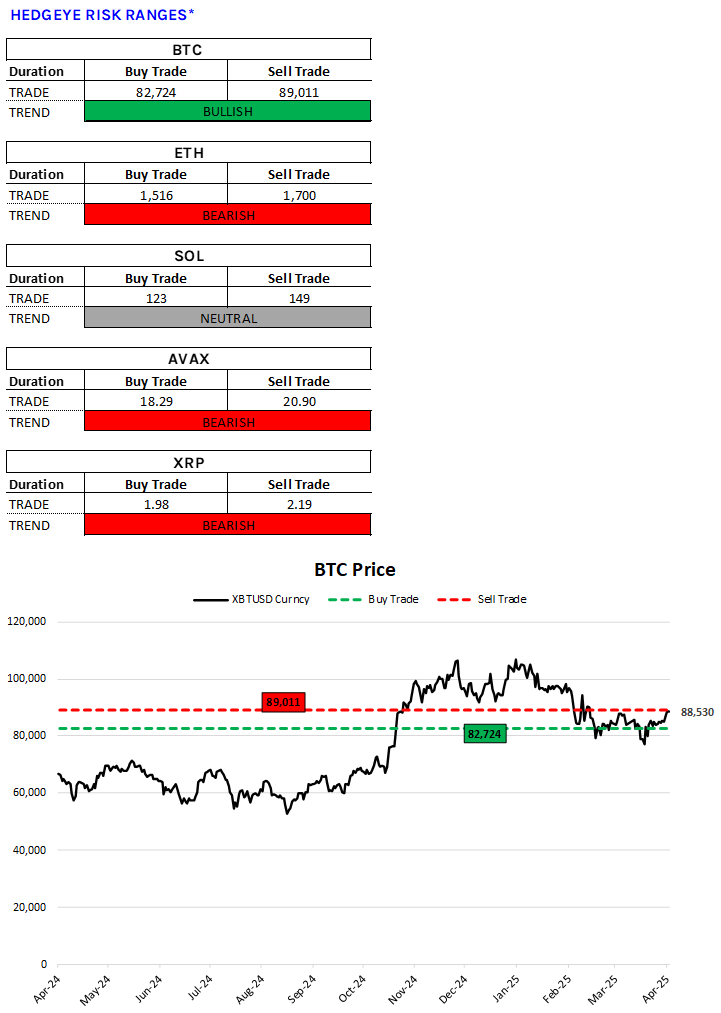 HEDGEYE RISK RANGES*
BTC
Duration Buy Trade Sell Trade
TRADE 82,724 89,011
TREND BULLISH
ETH
Duration Buy Trade Sell Trade
TRADE 1,516 1,700
TREND BEARISH
SOL
Duration Buy Trade Sell Trade
TRADE 123 149
TREND NEUTRAL
AVAX
Duration Buy Trade Sell Trade
TRADE 18.29 20.90
TREND BEARISH
XRP
Duration Buy Trade Sell Trade
TRADE 1.98 2.19
TREND BEARISH
BTC Price
XBTUSD Curncy Buy Trade Sell Trade
120,000
100,000
89,011
88,530
82,724
80,000
60,000
40,000
20,000
0
Apr-24 May-24 Jun-24 Jul-24 Aug-24 Sep-24 Oct-24 Nov-24 Dec-24 Jan-25 Feb-25 Mar-25 Apr-25